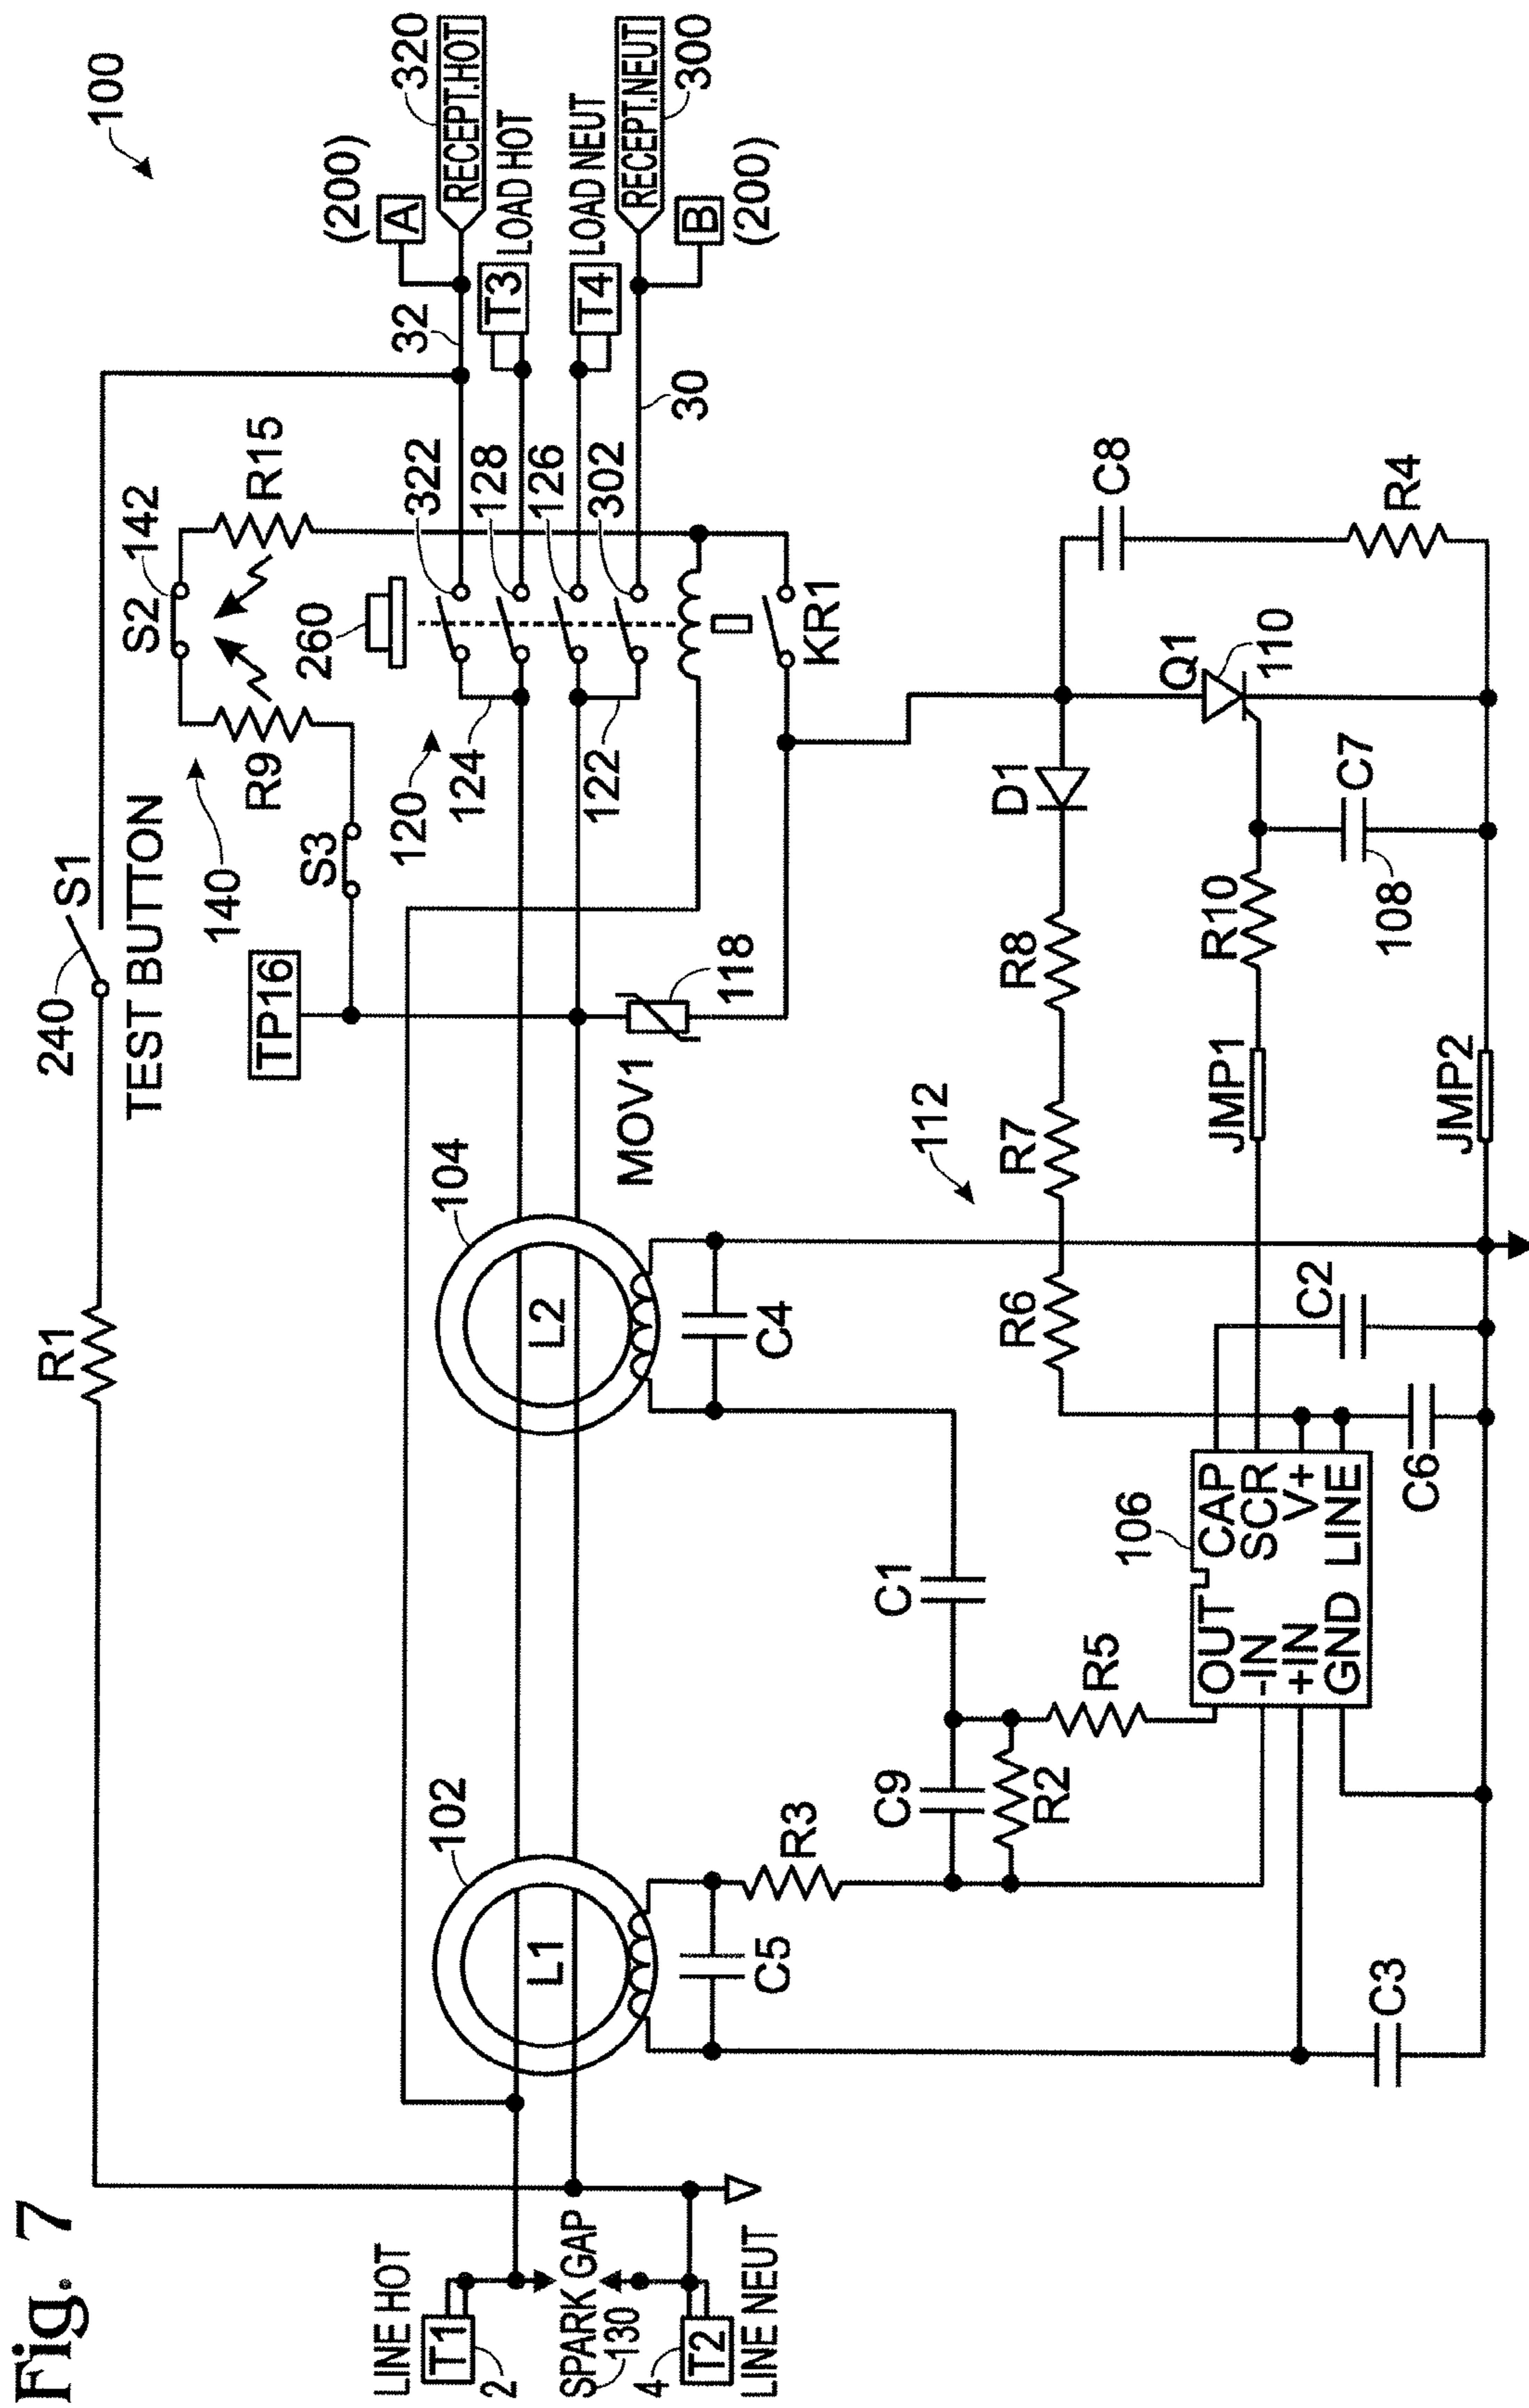 Fig. 7
100
R1
240
S1
TEST BUTTON
S2
142
R15
R9
140
S3
TP16
260
(200)
A
320
RECEPT.HOT
32
322
128
126
302
120
124
122
T3
LOAD HOT
LOAD NEUT
T4
RECEPT.NEUT
300
30
B
(200)
LINE HOT
T1
2
SPARK GAP
130
4
T2
LINE NEUT
102
L1
104
L2
MOV1
118
KR1
C5
C4
R3
C9
R2
C1
R5
112
R6
R7
R8
D1
Q1
110
C8
R4
106
OUT
-IN
+IN
GND
CAP
SCR
V+
LINE
C3
C6
C2
JMP1
R10
C7
108
JMP2